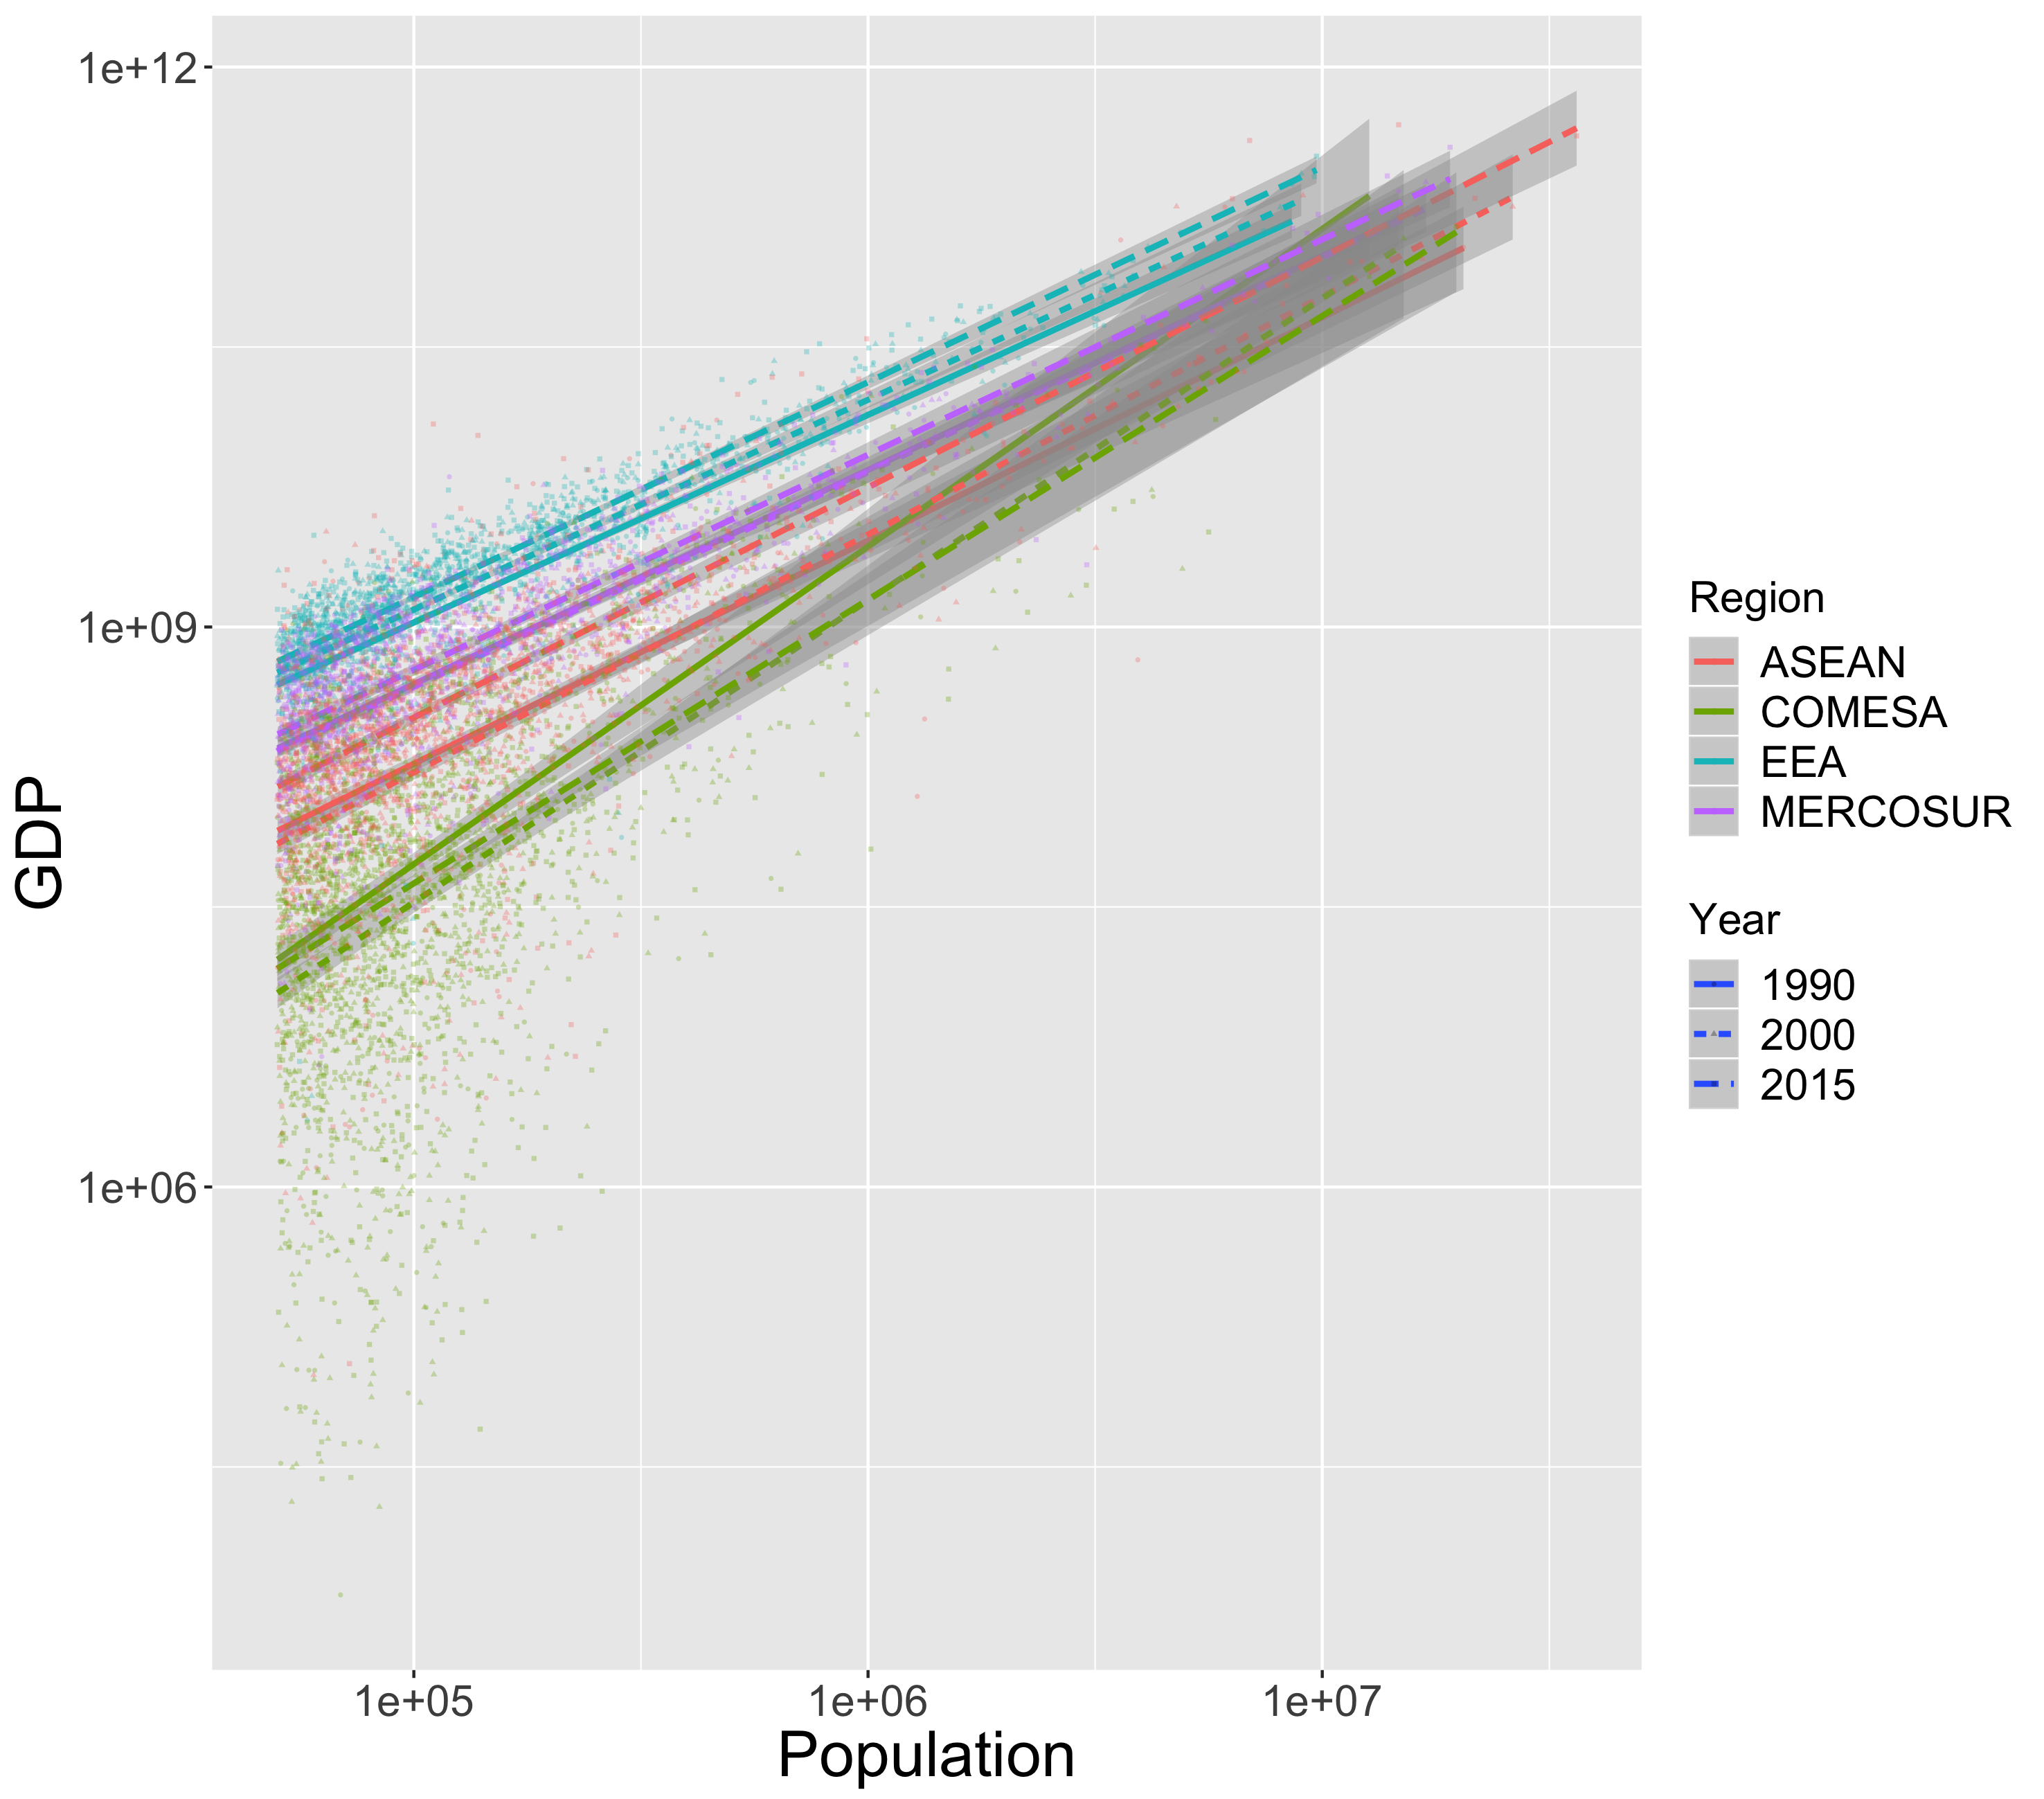 1e+12
1e+09
1e+06
GDP
1e+05
1e+06
1e+07
Population
Region
ASEAN
COMESA
EEA
MERCOSUR
Year
1990
2000
2015